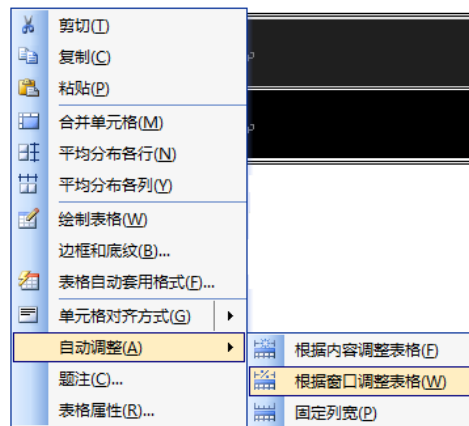 剪切(T)
复制(C)
粘贴(P)
合并单元格(M)
平均分布各行(N)
平均分布各列(Y)
绘制表格(W)
边框和底纹(B)...
表格自动套用格式(F)...
单元格对齐方式(G)
自动调整(A)
题注(C)...
表格属性(R)...
根据内容调整表格(F)
根据窗口调整表格(W)
固定列宽(P)